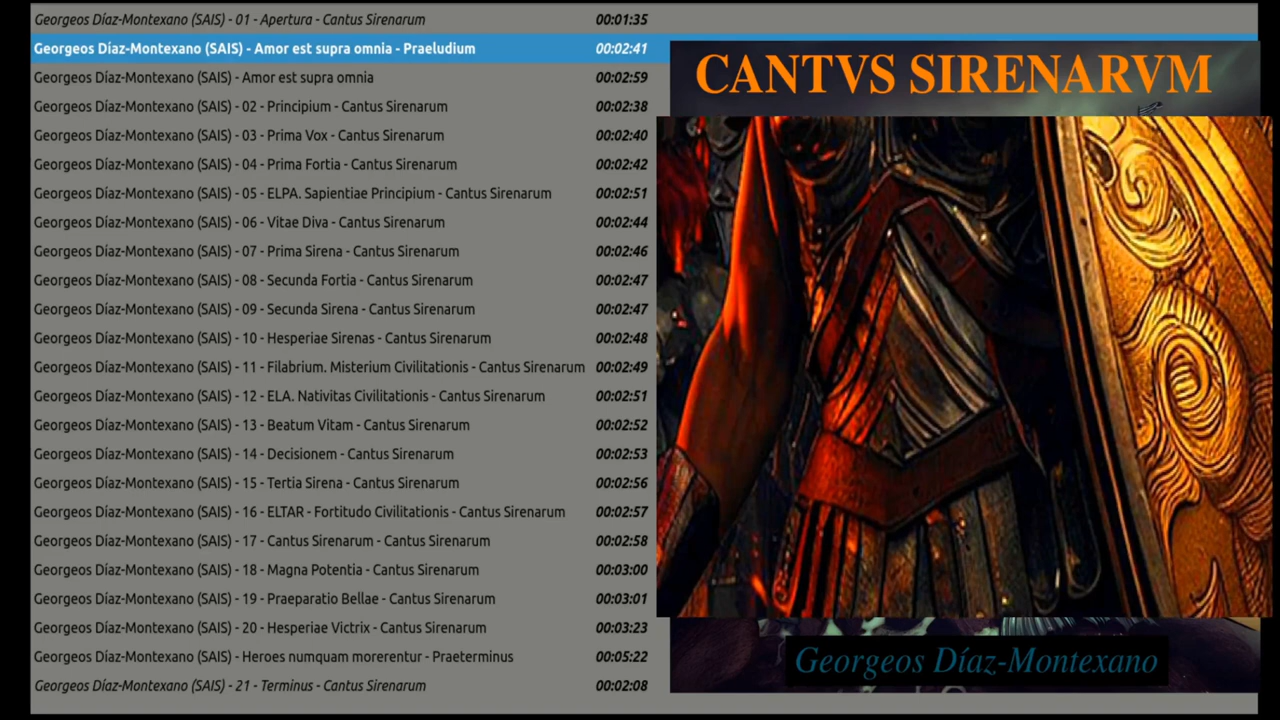 Georgeos Díaz-Montexano (SAIS) - 01 - Apertura - Cantus Sirenarum 00:01:35
Georgeos Díaz-Montexano (SAIS) - Amor est supra omnia - Praeludium 00:02:41
Georgeos Díaz-Montexano (SAIS) - Amor est supra omnia 00:02:59
Georgeos Díaz-Montexano (SAIS) - 02 - Principium - Cantus Sirenarum 00:02:38
Georgeos Díaz-Montexano (SAIS) - 03 - Prima Vox - Cantus Sirenarum 00:02:40
Georgeos Díaz-Montexano (SAIS) - 04 - Prima Fortia - Cantus Sirenarum 00:02:42
Georgeos Díaz-Montexano (SAIS) - 05 - ELPA. Sapientiae Principium - Cantus Sirenarum 00:02:51
Georgeos Díaz-Montexano (SAIS) - 06 - Vitae Diva - Cantus Sirenarum 00:02:44
Georgeos Díaz-Montexano (SAIS) - 07 - Prima Sirena - Cantus Sirenarum 00:02:46
Georgeos Díaz-Montexano (SAIS) - 08 - Secunda Fortia - Cantus Sirenarum 00:02:47
Georgeos Díaz-Montexano (SAIS) - 09 - Secunda Sirena - Cantus Sirenarum 00:02:47
Georgeos Díaz-Montexano (SAIS) - 10 - Hesperiae Sirenas - Cantus Sirenarum 00:02:48
Georgeos Díaz-Montexano (SAIS) - 11 - Filabrium. Misterium Civilitationis - Cantus Sirenarum 00:02:49
Georgeos Díaz-Montexano (SAIS) - 12 - ELA. Nativitas Civilitationis - Cantus Sirenarum 00:02:51
Georgeos Díaz-Montexano (SAIS) - 13 - Beatum Vitam - Cantus Sirenarum 00:02:52
Georgeos Díaz-Montexano (SAIS) - 14 - Decisionem - Cantus Sirenarum 00:02:53
Georgeos Díaz-Montexano (SAIS) - 15 - Tertia Sirena - Cantus Sirenarum 00:02:56
Georgeos Díaz-Montexano (SAIS) - 16 - ELTAR - Fortitudo Civilitationis - Cantus Sirenarum 00:02:57
Georgeos Díaz-Montexano (SAIS) - 17 - Cantus Sirenarum - Cantus Sirenarum 00:02:58
Georgeos Díaz-Montexano (SAIS) - 18 - Magna Potentia - Cantus Sirenarum 00:03:00
Georgeos Díaz-Montexano (SAIS) - 19 - Praeparatio Bellae - Cantus Sirenarum 00:03:01
Georgeos Díaz-Montexano (SAIS) - 20 - Hesperiae Victrix - Cantus Sirenarum 00:03:23
Georgeos Díaz-Montexano (SAIS) - Heroes numquam morerentur - Praeterminus 00:05:22
Georgeos Díaz-Montexano (SAIS) - 21 - Terminus - Cantus Sirenarum 00:02:08
CANTVS SIRENARVM
Georgeos Díaz-Montexano